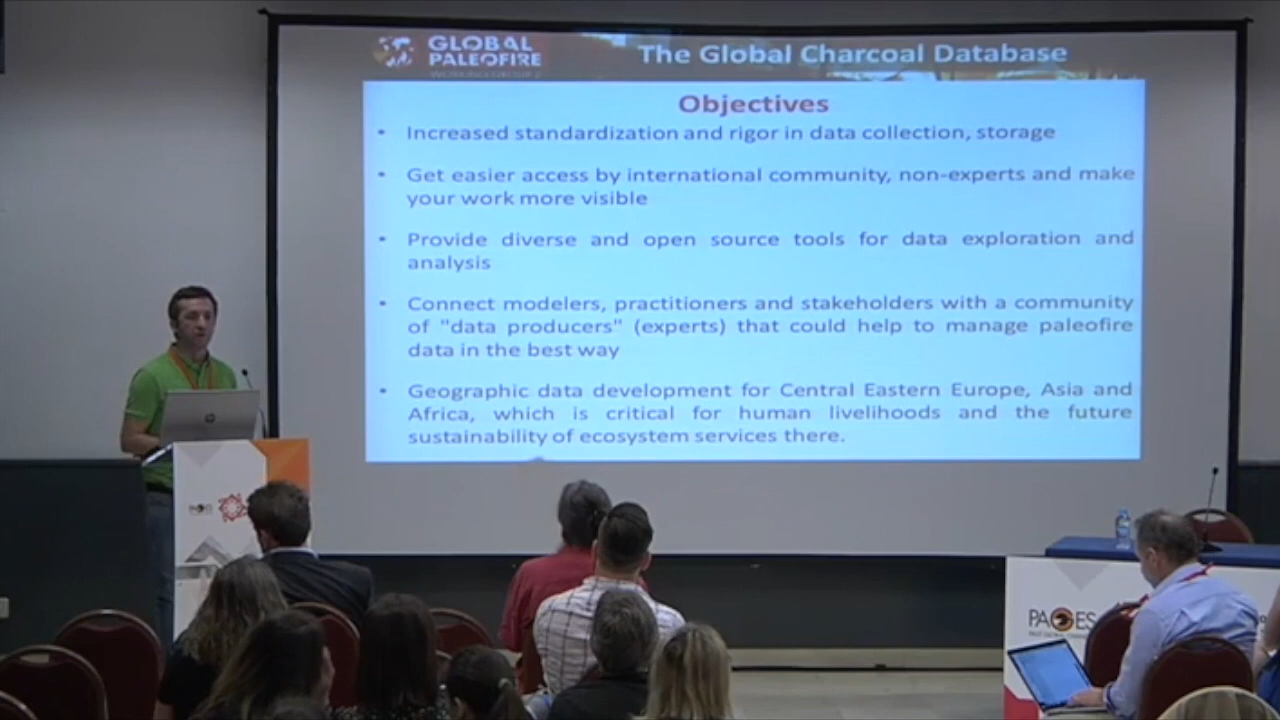 GLOBAL
PALEOFIRE
The Global Charcoal Database
Objectives
• Increased standardization and rigor in data collection, storage
• Get easier access by international community, non-experts and make
your work more visible
• Provide diverse and open source tools for data exploration and
analysis
• Connect modelers, practitioners and stakeholders with a community
of "data producers" (experts) that could help to manage paleofire
data in the best way
• Geographic data development for Central Eastern Europe, Asia and
Africa, which is critical for human livelihoods and the future
sustainability of ecosystem services there.
PAGES